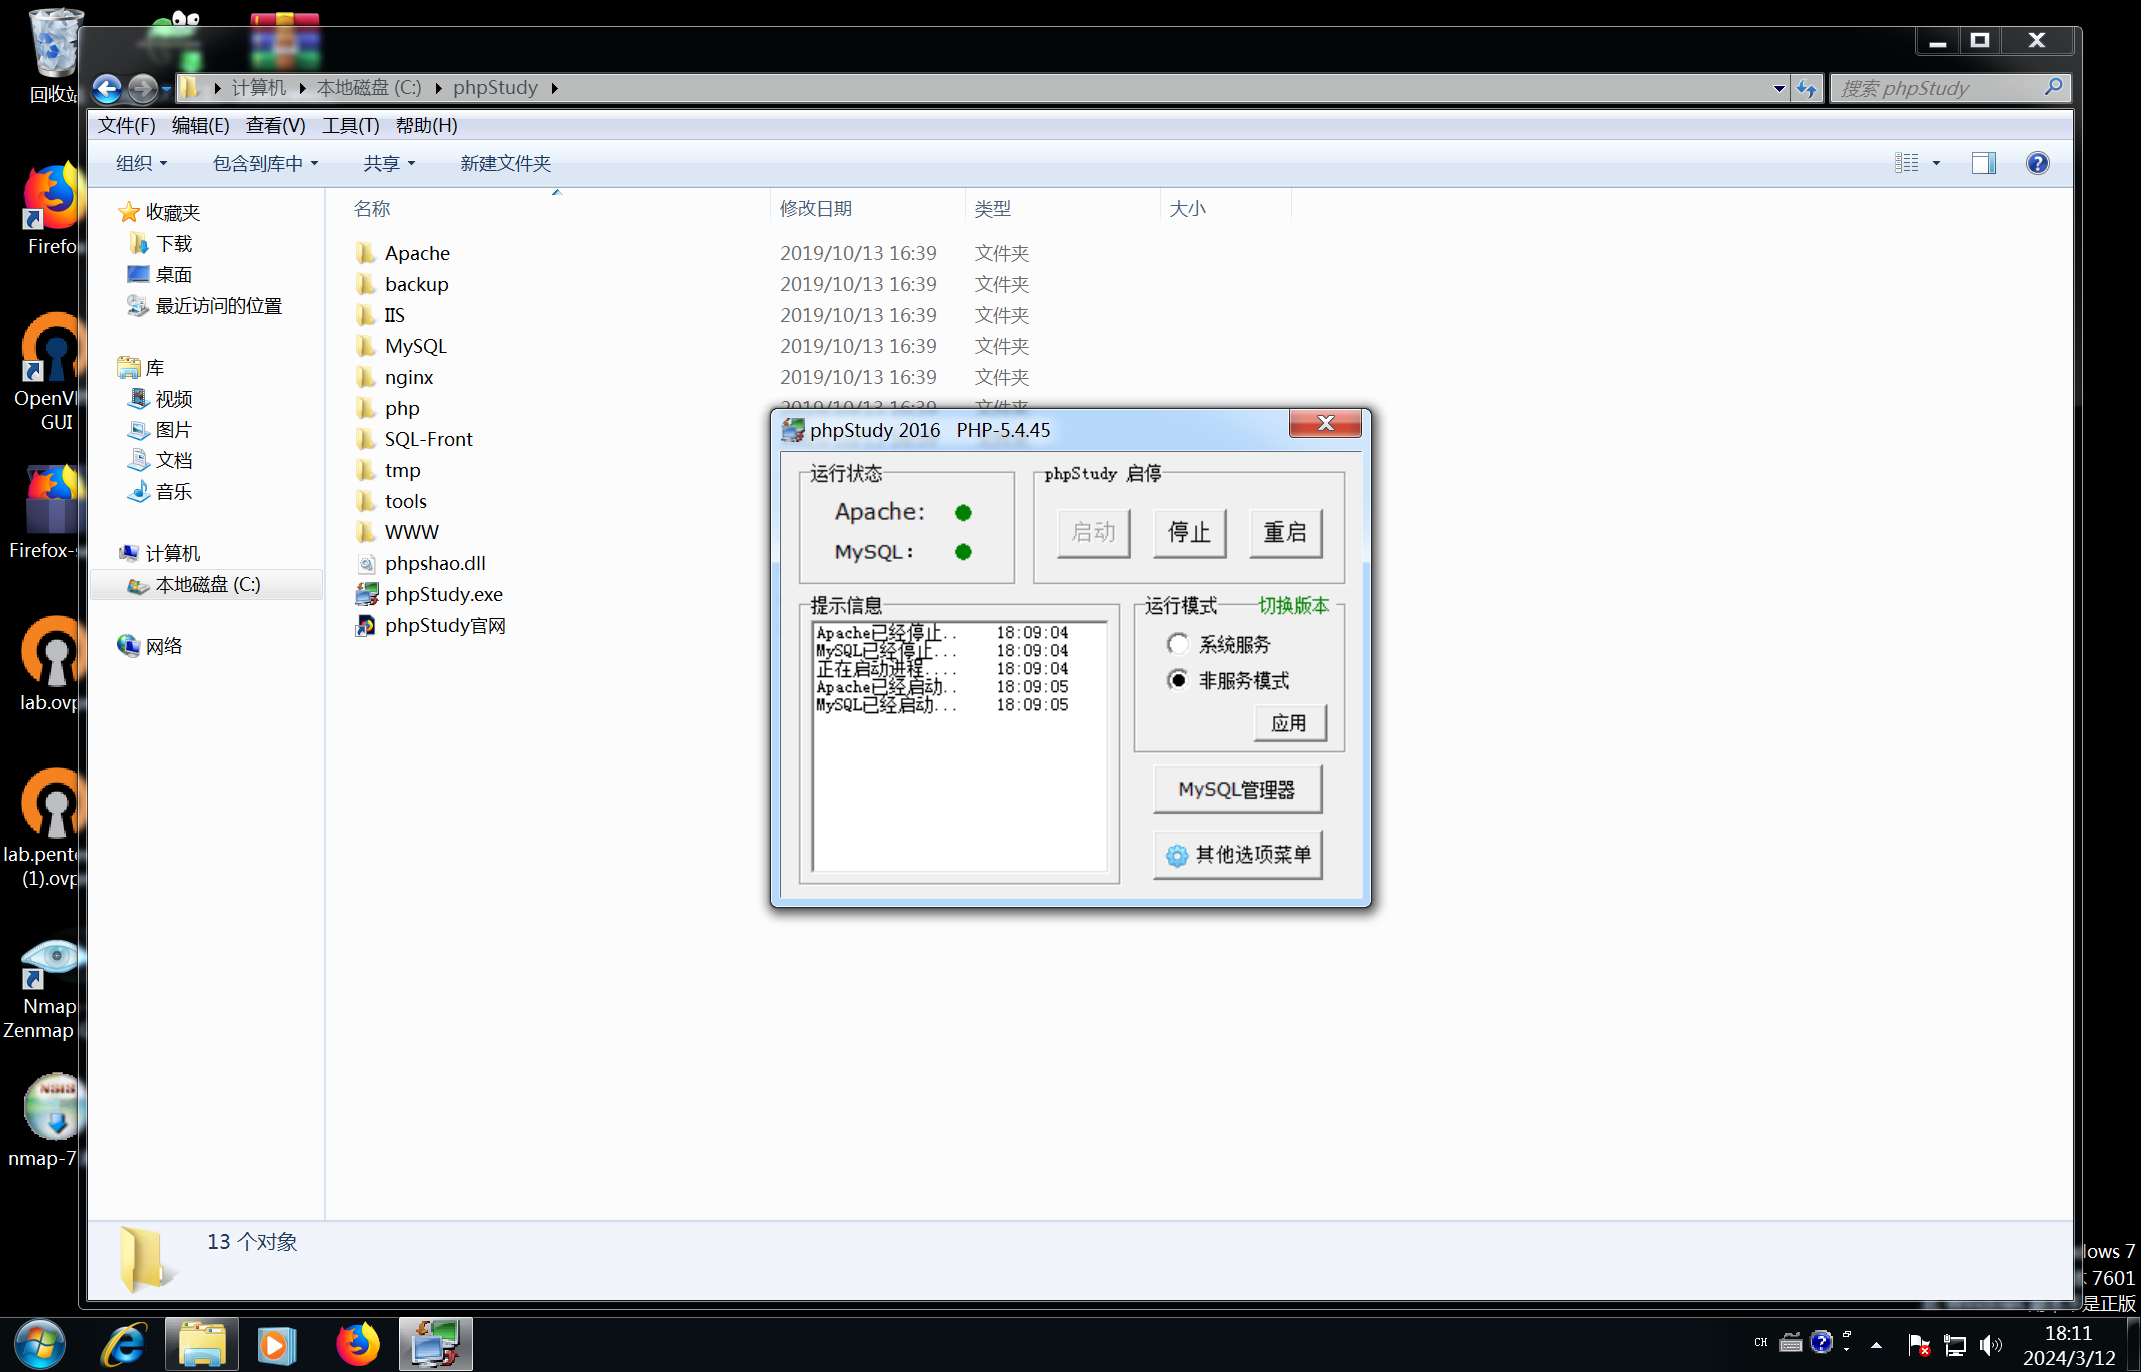 回收站
Firefo
OpenV
GUI
Firefox-s
lab.ovp
lab.pente
(1).ovp
Nmap
Zenmap
NSIS
nmap-7
计算机
本地磁盘 (C:)
phpStudy
搜索 phpStudy
文件(F) 编辑(E) 查看(V) 工具(T) 帮助(H)
组织 包含到库中 共享 新建文件夹
收藏夹
下载
桌面
最近访问的位置
库
视频
图片
文档
音乐
计算机
本地磁盘 (C:)
网络
名称 修改日期 类型 大小
Apache 2019/10/13 16:39 文件夹
backup 2019/10/13 16:39 文件夹
IIS 2019/10/13 16:39 文件夹
MySQL 2019/10/13 16:39 文件夹
nginx 2019/10/13 16:39 文件夹
php 2019/10/13 16:39 文件夹
SQL-Front
tmp
tools
WWW
phpshao.dll
phpStudy.exe
phpStudy官网
phpStudy 2016 PHP-5.4.45
运行状态
Apache:
MySQL:
phpStudy 启停
启动 停止 重启
提示信息
Apache已经停止.. 18:09:04
MySQL已经停止... 18:09:04
正在启动进程.... 18:09:04
Apache已经启动.. 18:09:05
MySQL已经启动... 18:09:05
运行模式 切换版本
系统服务
非服务模式
应用
MySQL管理器
其他选项菜单
13 个对象
lows 7
7601
是正版
CH
18:11
2024/3/12